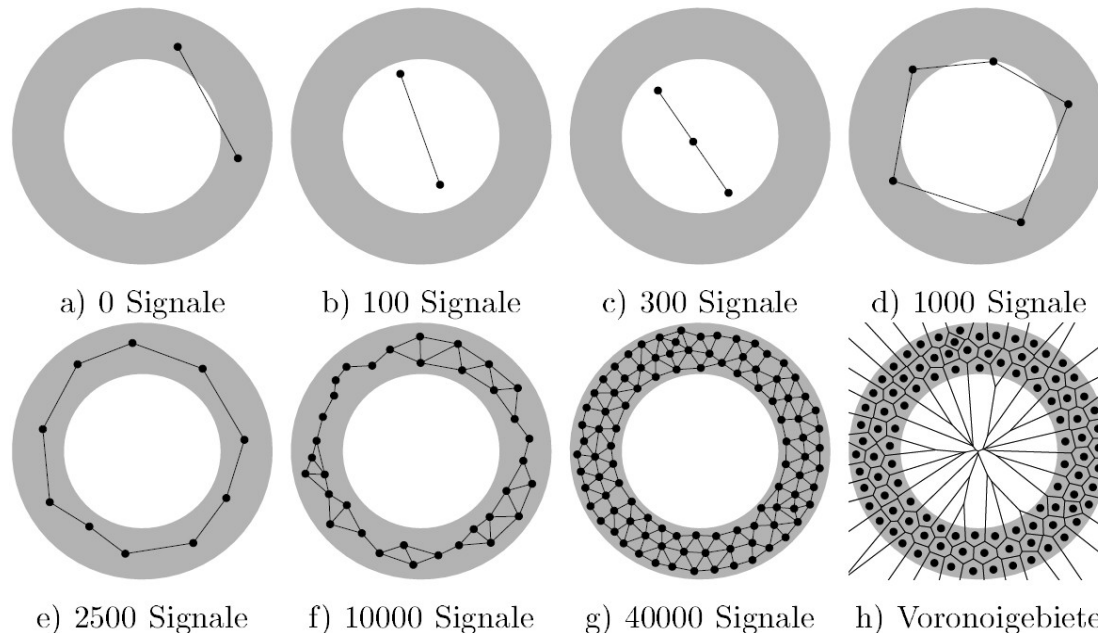 a) 0 Signale
b) 100 Signale
c) 300 Signale
d) 1000 Signale
e) 2500 Signale
f) 10000 Signale
g) 40000 Signale
h) Voronoigebiete